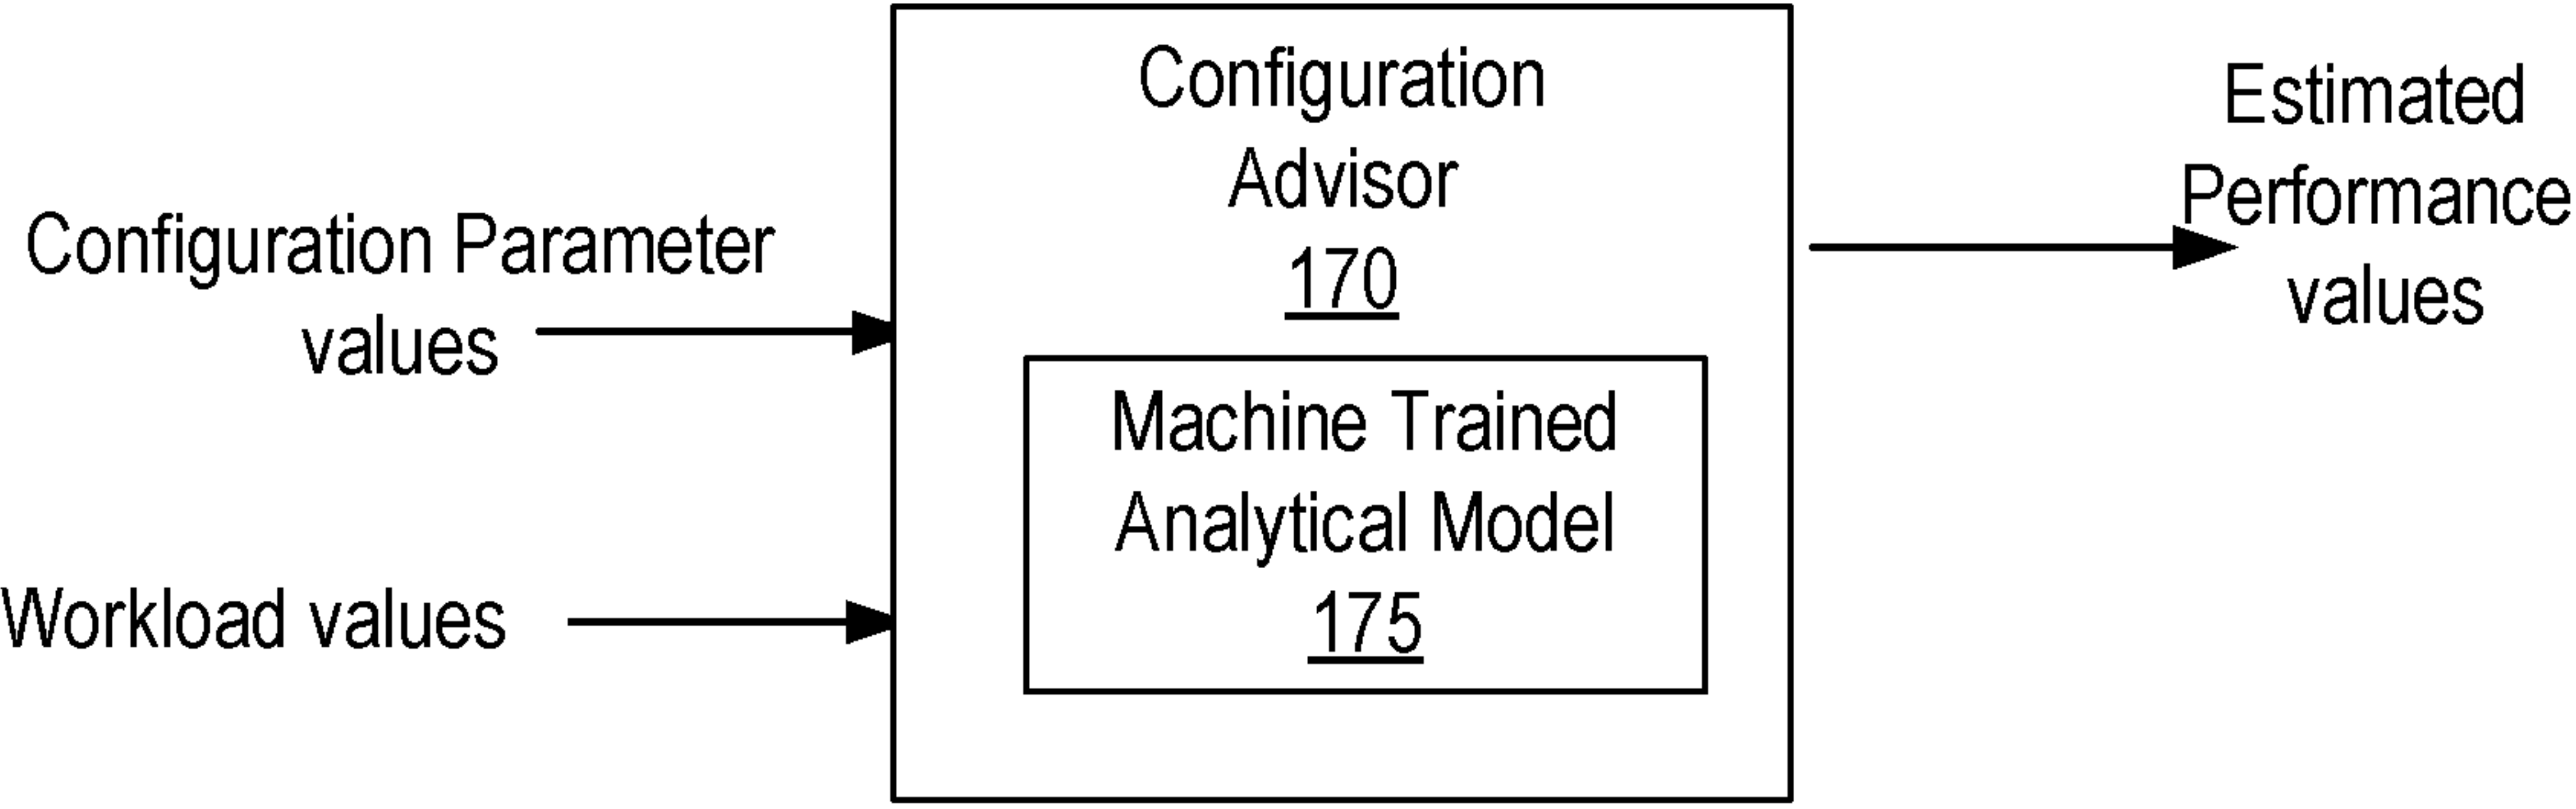 Configuration Parameter
values
Workload values
Configuration
Advisor
170
Machine Trained
Analytical Model
175
Estimated
Performance
values